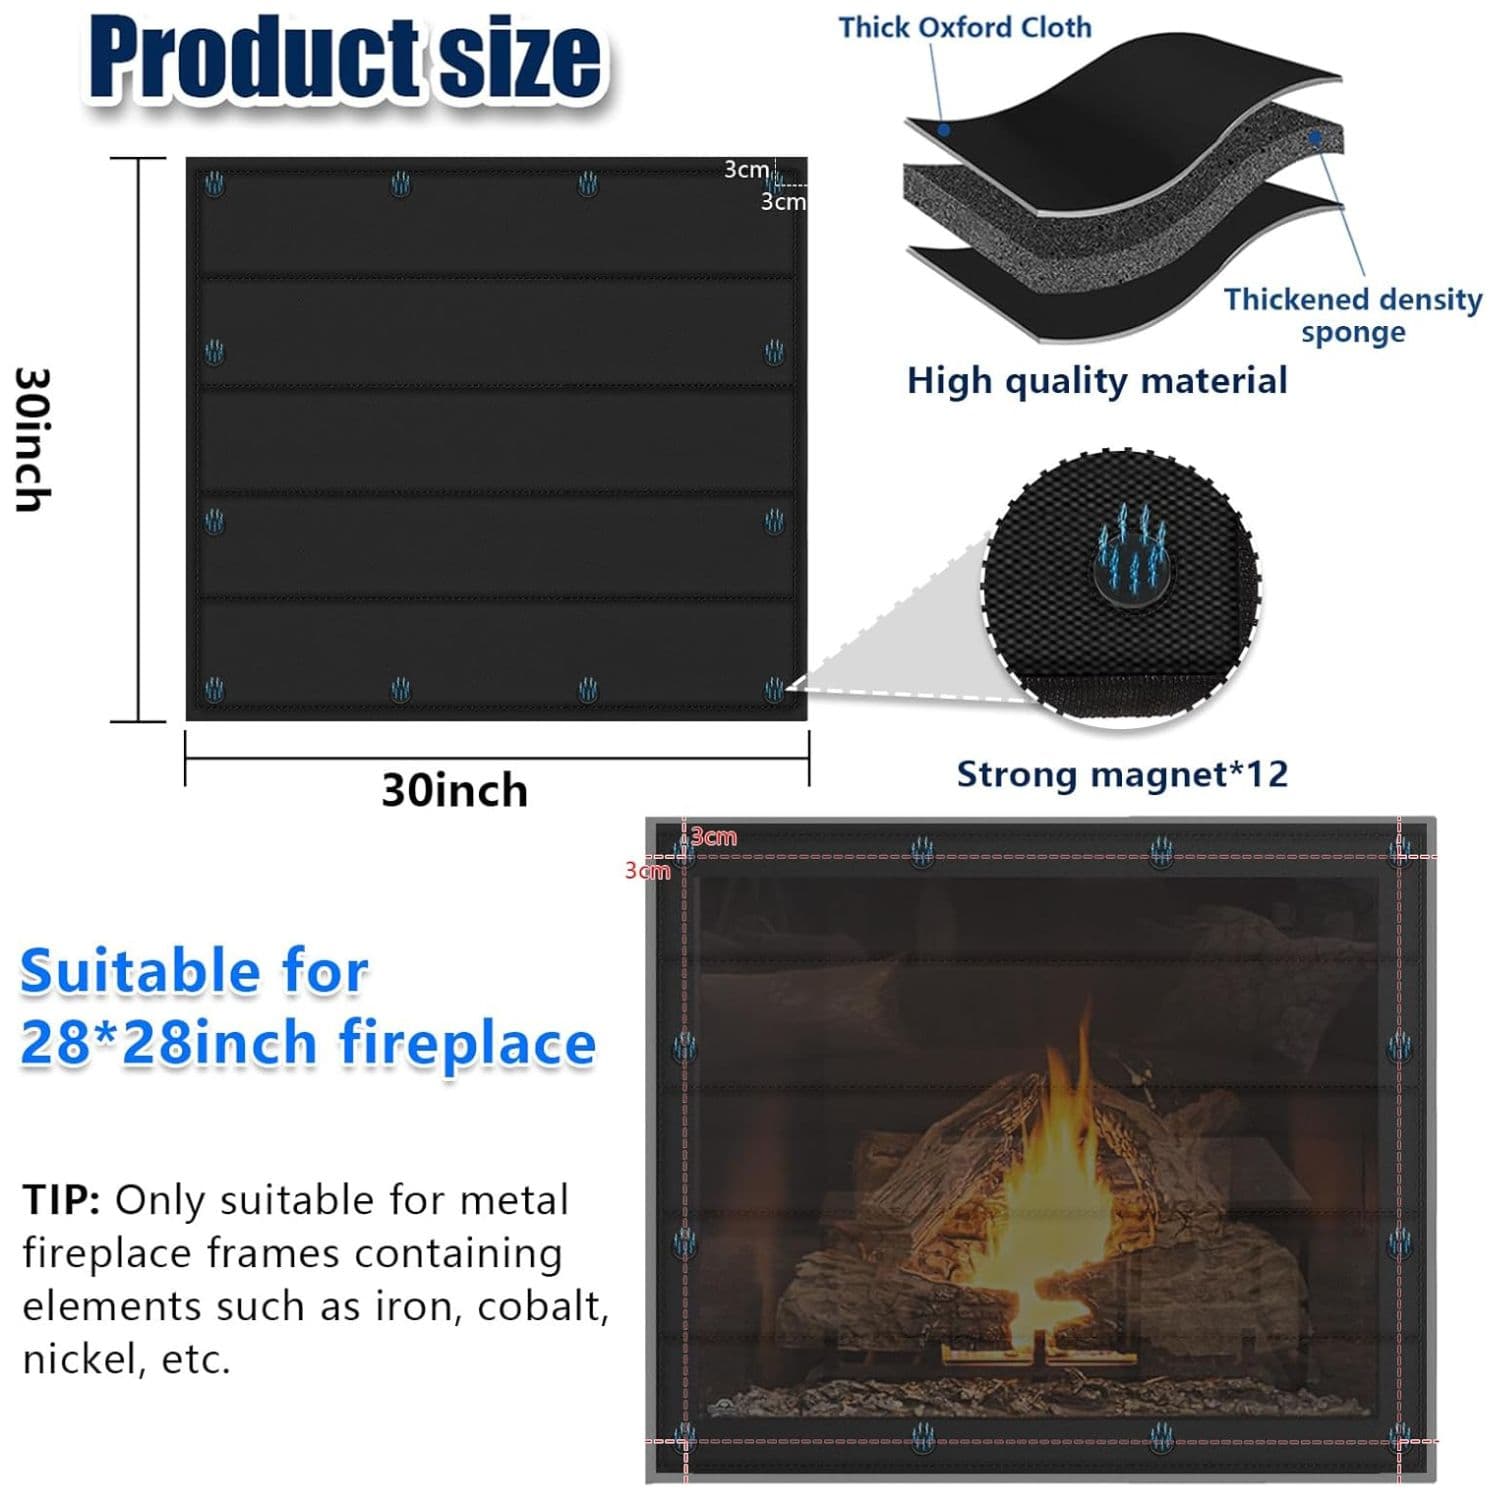 Product size
Thick Oxford Cloth
3cm
3cm
30inch
30inch
Thickened density
sponge
High quality material
Strong magnet*12
3cm
3cm
Suitable for
28*28inch fireplace
TIP: Only suitable for metal
fireplace frames containing
elements such as iron, cobalt,
nickel, etc.